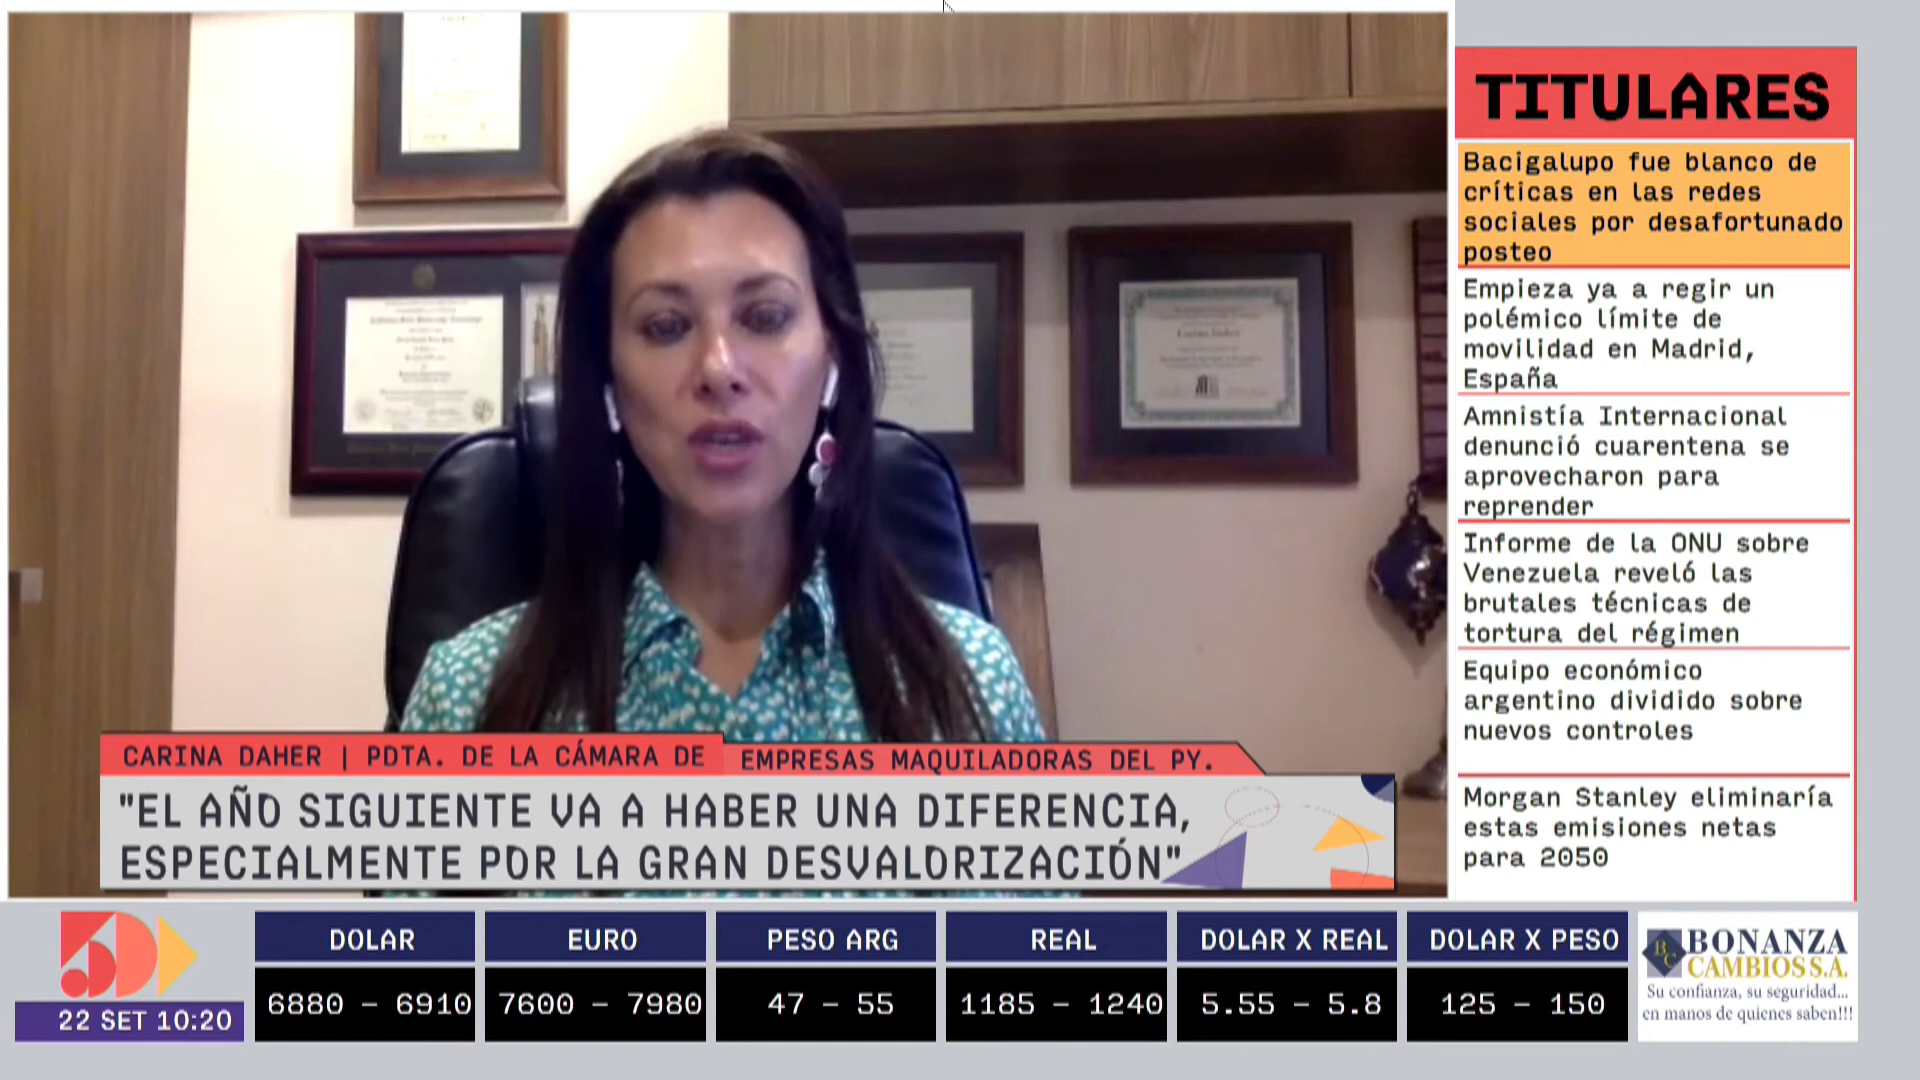 TITULARES
Bacigalupo fue blanco de
críticas en las redes
sociales por desafortunado
posteo
Empieza ya a regir un
polémico límite de
movilidad en Madrid,
España
Amnistía Internacional
denunció cuarentena se
aprovecharon para
reprender
Informe de la ONU sobre
Venezuela reveló las
brutales técnicas de
tortura del régimen
Equipo económico
argentino dividido sobre
nuevos controles
Morgan Stanley eliminaría
estas emisiones netas
para 2050
CARINA DAHER | PDTA. DE LA CÁMARA DE EMPRESAS MAQUILADORAS DEL PY.
"EL AÑO SIGUIENTE VA A HABER UNA DIFERENCIA,
ESPECIALMENTE POR LA GRAN DESVALORIZACIÓN"
5D
22 SET 10:20
DOLAR
6880 - 6910
EURO
7600 - 7980
PESO ARG
47 - 55
REAL
1185 - 1240
DOLAR X REAL
5.55 - 5.8
DOLAR X PESO
125 - 150
BC BONANZA
CAMBIOS S.A.
Su confianza, su seguridad...
en manos de quienes saben!!!